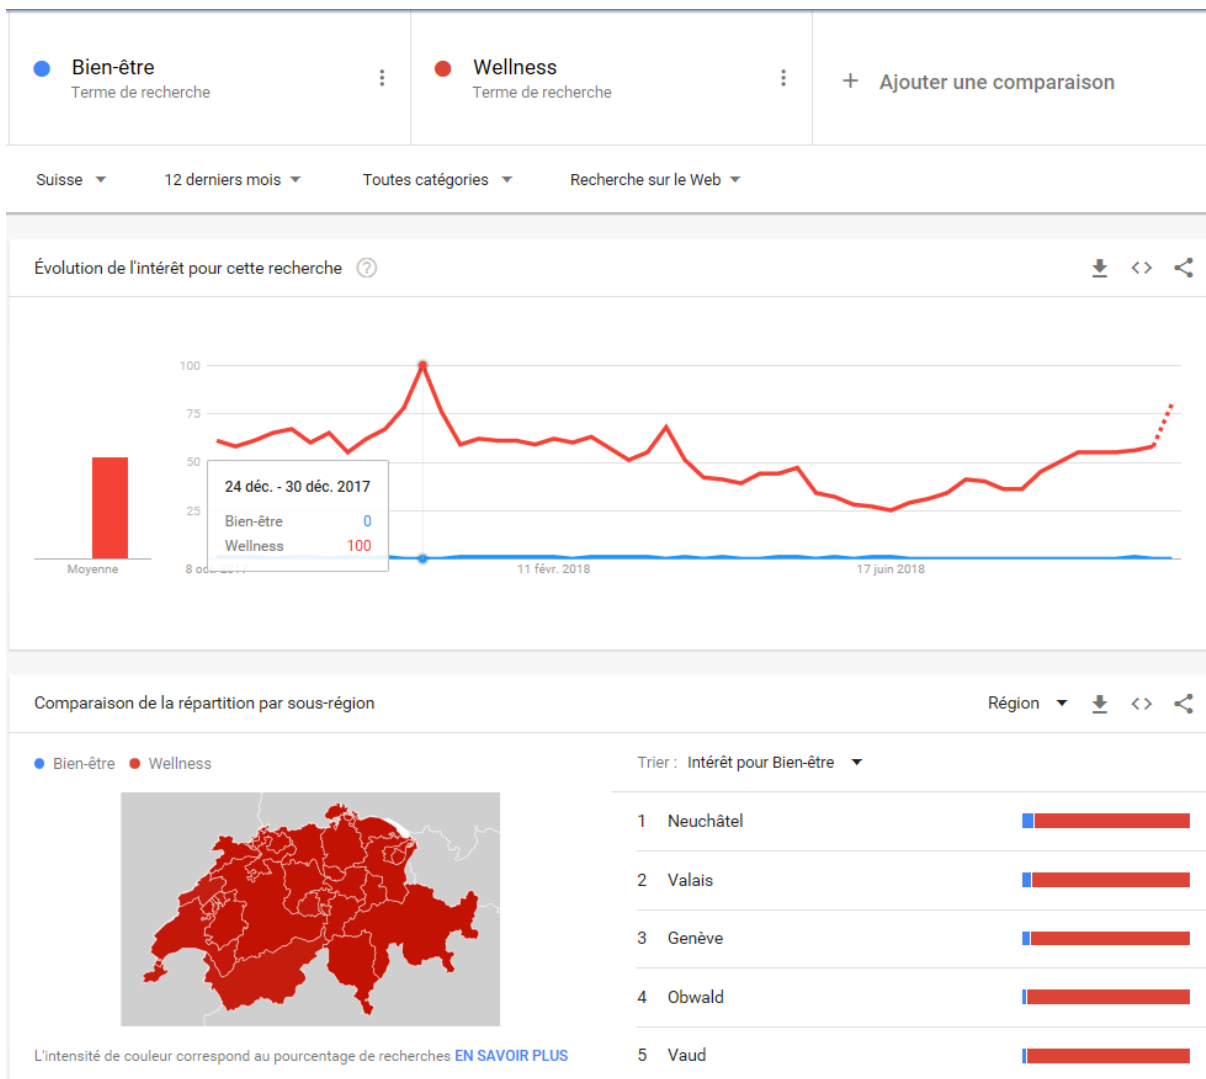 Bien-être
Terme de recherche
Wellness
Terme de recherche
+ Ajouter une comparaison
Suisse
12 derniers mois
Toutes catégories
Recherche sur le Web
Évolution de l'intérêt pour cette recherche ?
100
75
50
25
24 déc. - 30 déc. 2017
Bien-être 0
Wellness 100
Moyenne
8 oct. 2017
11 févr. 2018
17 juin 2018
Comparaison de la répartition par sous-région
Région
Bien-être Wellness
Trier : Intérêt pour Bien-être
1 Neuchâtel
2 Valais
3 Genève
4 Obwald
5 Vaud
L'intensité de couleur correspond au pourcentage de recherches EN SAVOIR PLUS